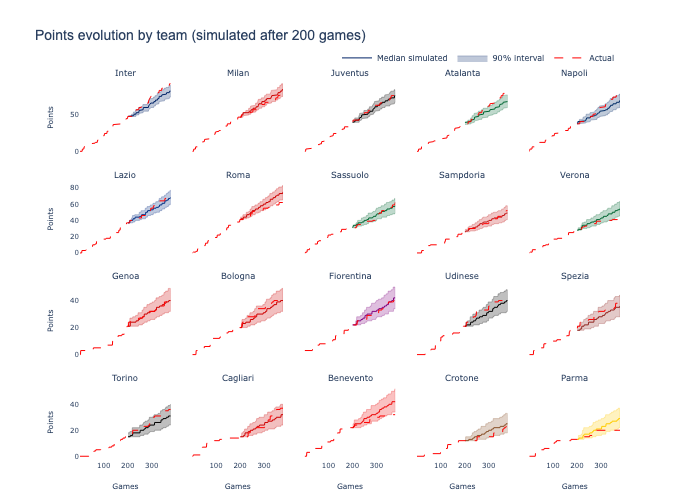 Points evolution by team (simulated after 200 games)
Median simulated 90% interval Actual
Inter Milan Juventus Atalanta Napoli
Points
50
0
Lazio Roma Sassuolo Sampdoria Verona
Points
80
60
40
20
0
Genoa Bologna Fiorentina Udinese Spezia
Points
40
20
0
Torino Cagliari Benevento Crotone Parma
Points
40
20
0
100 200 300 100 200 300 100 200 300 100 200 300 100 200 300
Games Games Games Games Games